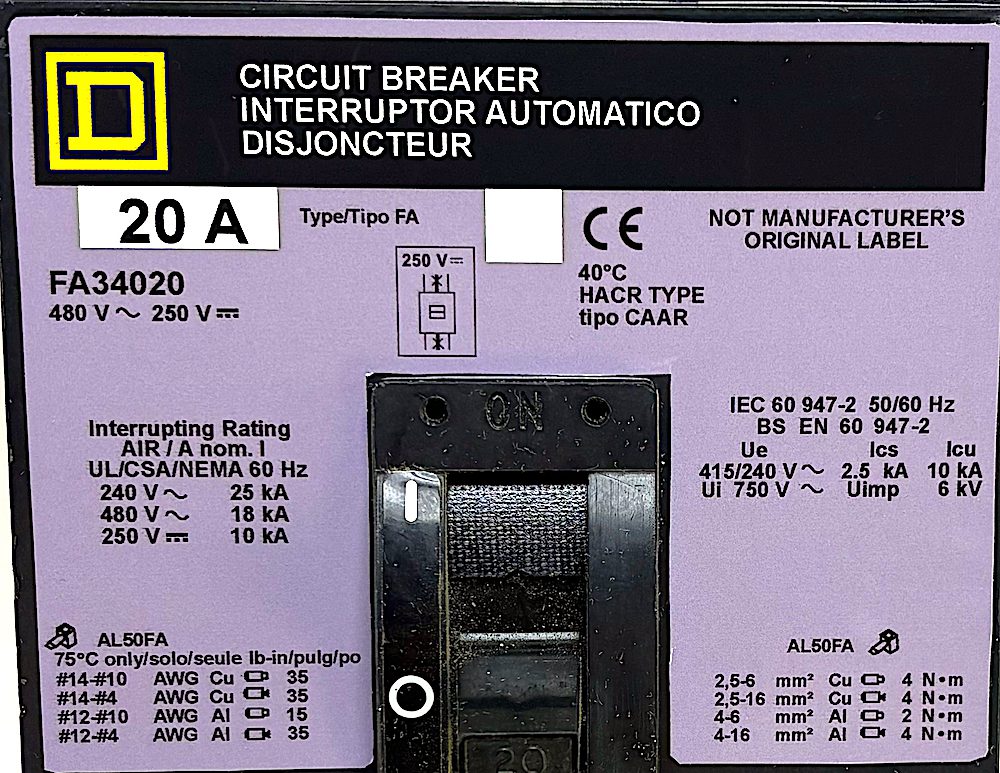 D
CIRCUIT BREAKER
INTERRUPTOR AUTOMATICO
DISJONCTEUR
20 A
Type/Tipo FA
CE
NOT MANUFACTURER'S
ORIGINAL LABEL
FA34020
480 V ~ 250 V⎓
250 V⎓
40°C
HACR TYPE
tipo CAAR
ON
Interrupting Rating
AIR / A nom. I
UL/CSA/NEMA 60 Hz
240 V ~ 25 kA
480 V ~ 18 kA
250 V ⎓ 10 kA
IEC 60 947-2 50/60 Hz
BS EN 60 947-2
Ue Ics Icu
415/240 V ~ 2.5 kA 10 kA
Ui 750 V ~ Uimp 6 kV
I
O
20
AL50FA
75°C only/solo/seule lb-in/pulg/po
#14-#10 AWG Cu 35
#14-#4 AWG Cu 35
#12-#10 AWG Al 15
#12-#4 AWG Al 35
AL50FA
2,5-6 mm² Cu 4 N•m
2,5-16 mm² Cu 4 N•m
4-6 mm² Al 2 N•m
4-16 mm² Al 4 N•m